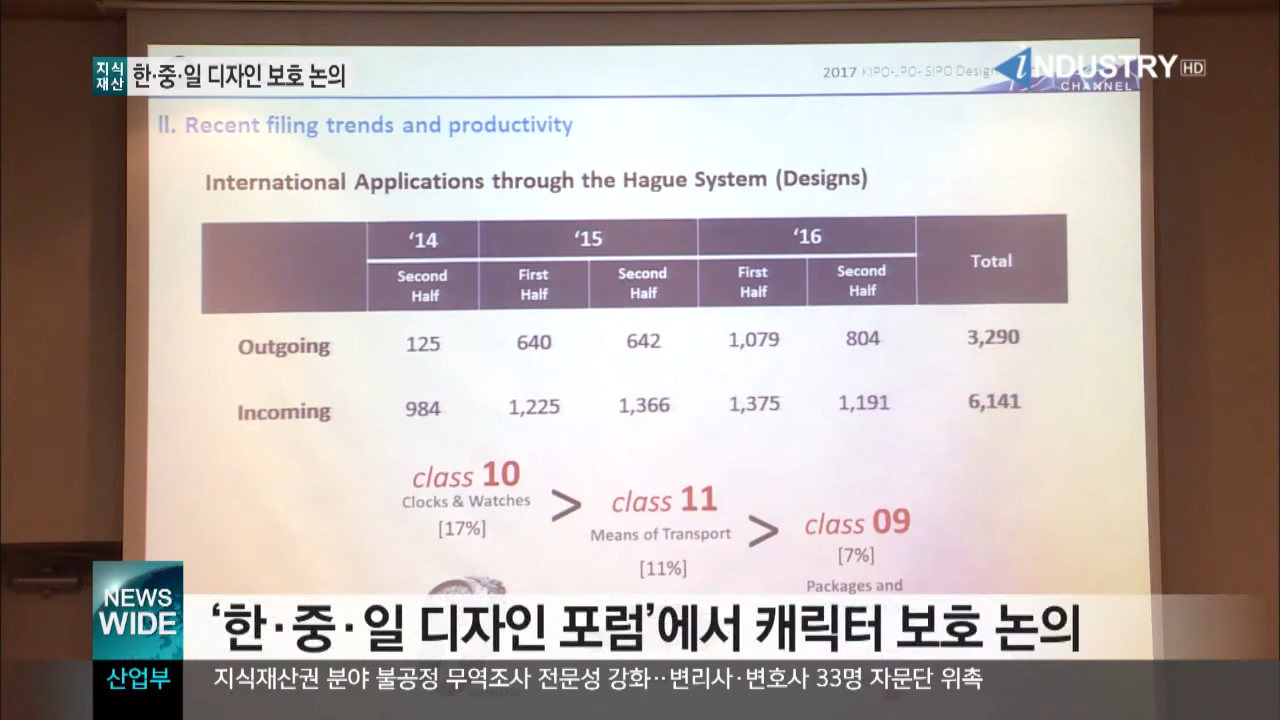 지식
재산
한·중·일 디자인 보호 논의
2017 KIPO-JPO-SIPO Design
iNDUSTRY HD
CHANNEL
II. Recent filing trends and productivity
International Applications through the Hague System (Designs)
'14 '15 '16 Total
Second Half First Half Second Half First Half Second Half
Outgoing 125 640 642 1,079 804 3,290
Incoming 984 1,225 1,366 1,375 1,191 6,141
class 10 > class 11 > class 09
Clocks & Watches Means of Transport [7%]
[17%] [11%] Packages and
NEWS
WIDE
'한·중·일 디자인 포럼'에서 캐릭터 보호 논의
산업부 지식재산권 분야 불공정 무역조사 전문성 강화··변리사·변호사 33명 자문단 위촉